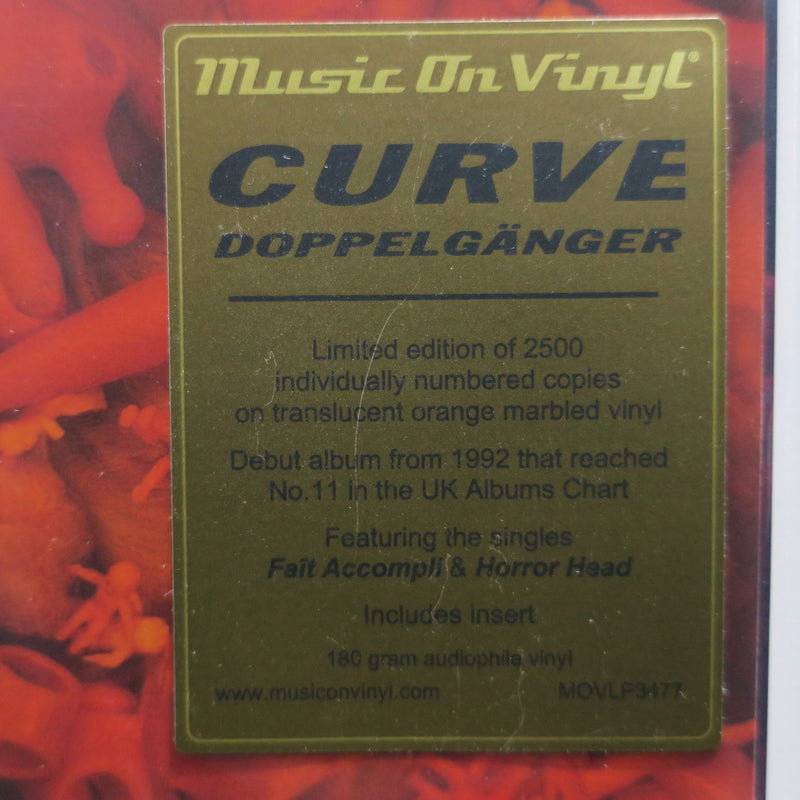 Music On Vinyl®
CURVE
DOPPELGÄNGER
Limited edition of 2500
individually numbered copies
on translucent orange marbled vinyl
Debut album from 1992 that reached
No.11 in the UK Albums Chart
Featuring the singles
Faît Accompli & Horror Head
Includes insert
180 gram audiophile vinyl
www.musiconvinyl.com MOVLP3477